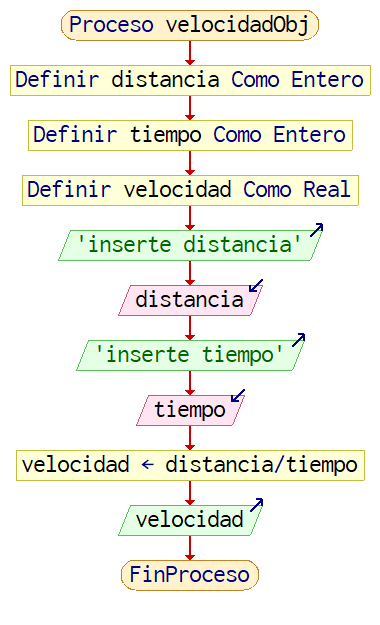 Proceso velocidadObj
Definir distancia Como Entero
Definir tiempo Como Entero
Definir velocidad Como Real
'inserte distancia'
distancia
'inserte tiempo'
tiempo
velocidad ← distancia/tiempo
velocidad
FinProceso